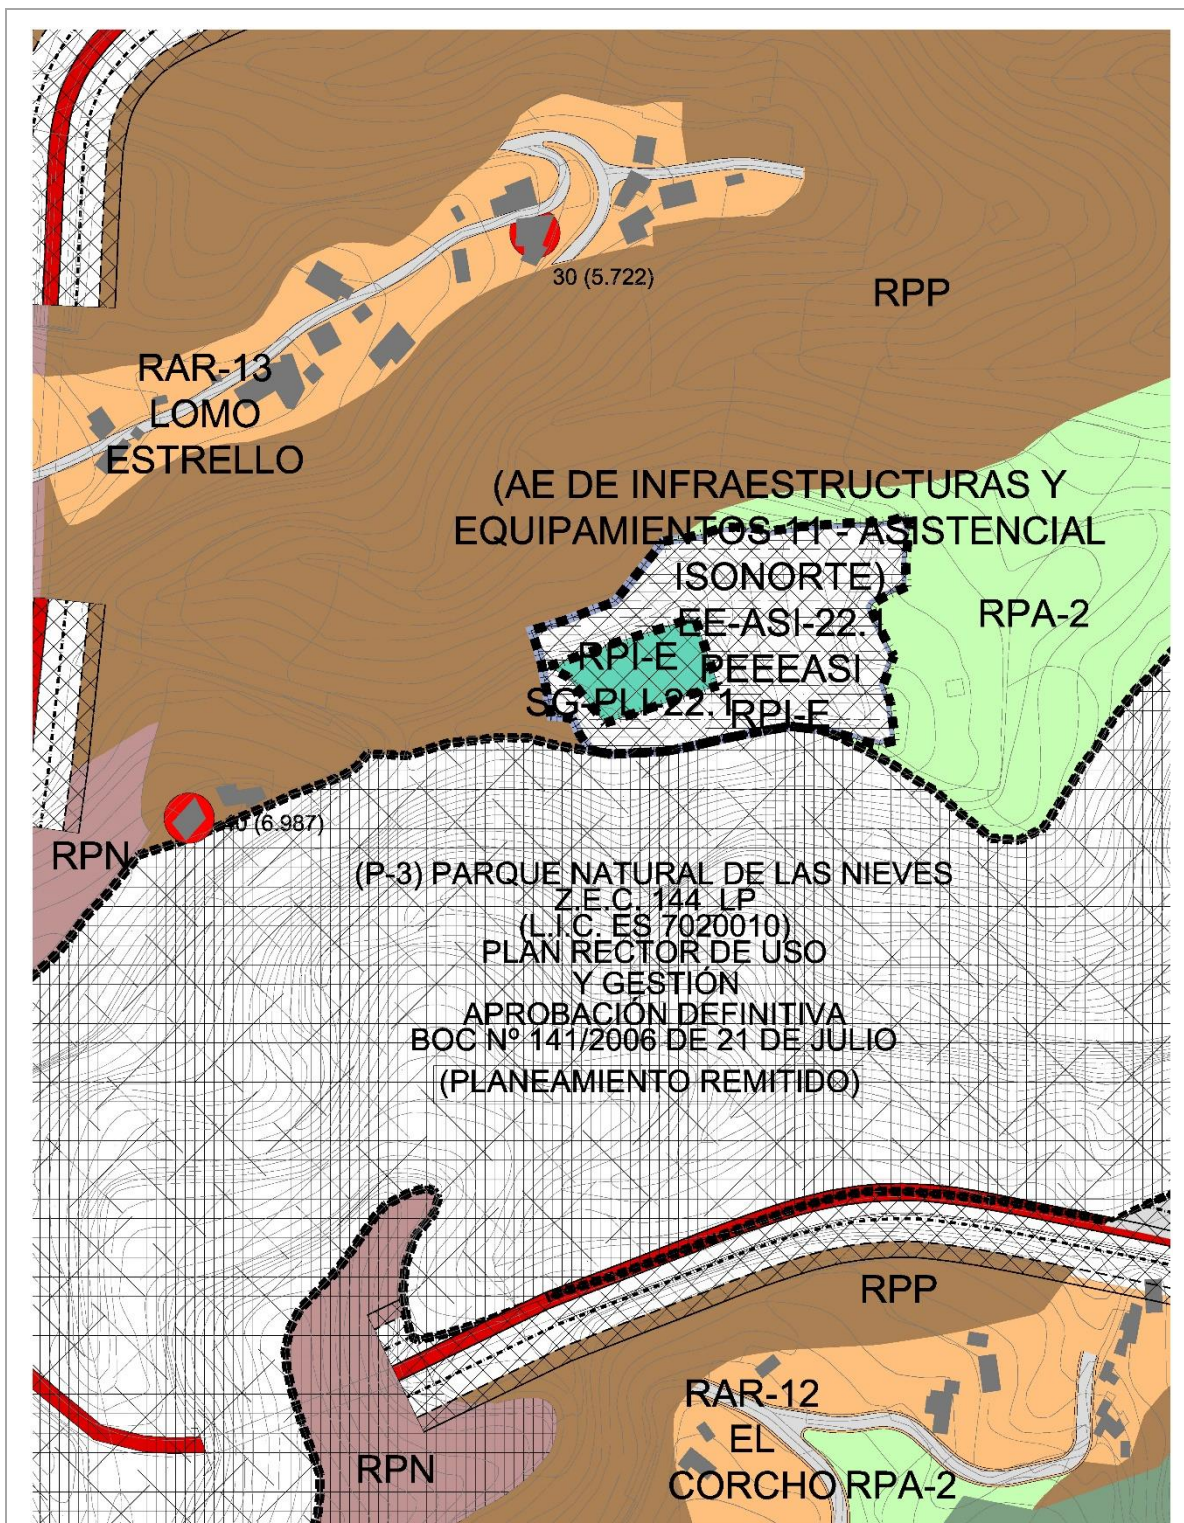 30 (5.722)
RPP
RAR-13
LOMO
ESTRELLO
(AE DE INFRAESTRUCTURAS Y
EQUIPAMIENTOS-11 - ASISTENCIAL
ISONORTE)
EE-ASI-22.1
RPA-2
RPI-E
PEEEASI
SG-PLI-22.1
RPI-E
(6.987)
RPN
(P-3) PARQUE NATURAL DE LAS NIEVES
Z.E.C. 144_LP
(L.I.C. ES 7020010)
PLAN RECTOR DE USO
Y GESTIÓN
APROBACIÓN DEFINITIVA
BOC Nº 141/2006 DE 21 DE JULIO
(PLANEAMIENTO REMITIDO)
RPP
RAR-12
EL
CORCHO
RPA-2
RPN